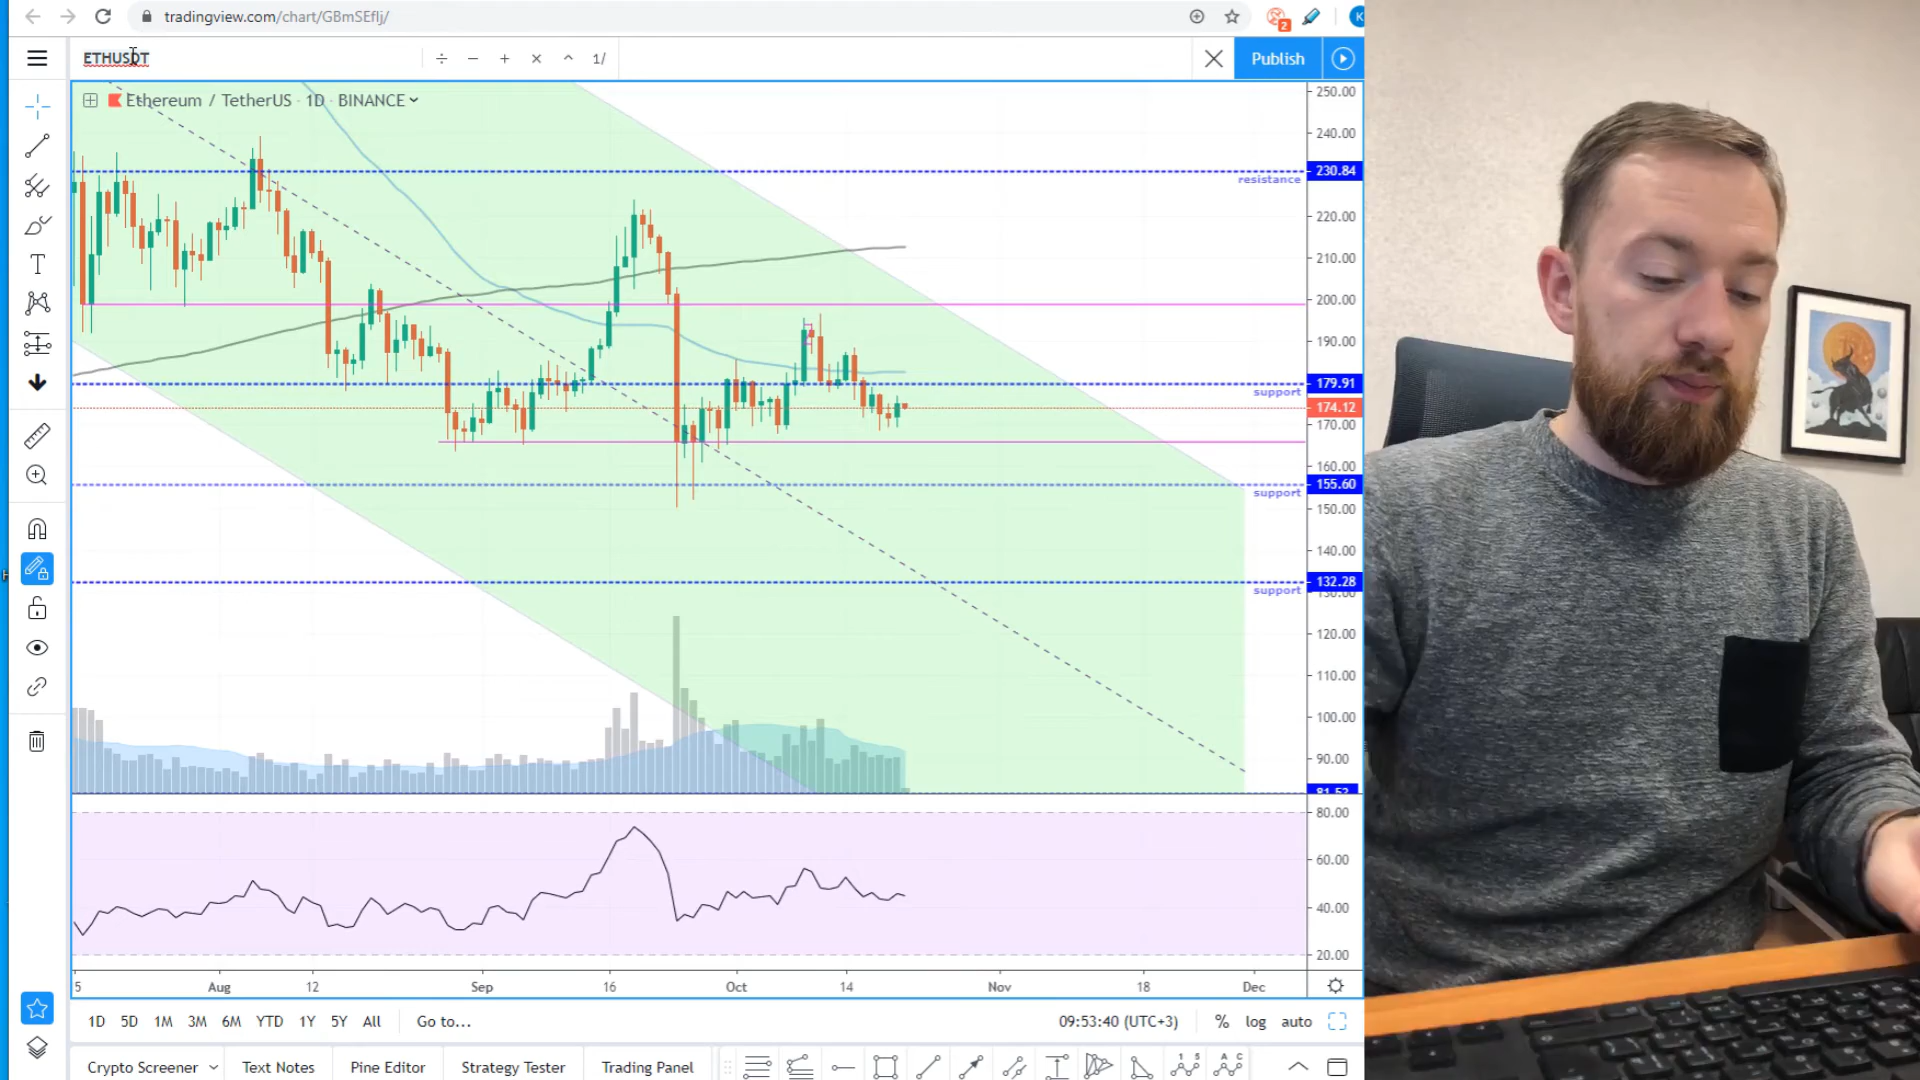 tradingview.com/chart/GBmSEflj/
2
K
ETHUSDT
÷ − + × ^ 1/
Publish
Ethereum / TetherUS · 1D · BINANCE
250.00
240.00
230.84
resistance
220.00
210.00
200.00
190.00
179.91
support
174.12
170.00
160.00
155.60
support
150.00
140.00
132.28
support
130.00
120.00
110.00
100.00
90.00
81.52
80.00
60.00
40.00
20.00
5 Aug 12 Sep 16 Oct 14 Nov 18 Dec
1D 5D 1M 3M 6M YTD 1Y 5Y All Go to... 09:53:40 (UTC+3) % log auto
Crypto Screener Text Notes Pine Editor Strategy Tester Trading Panel